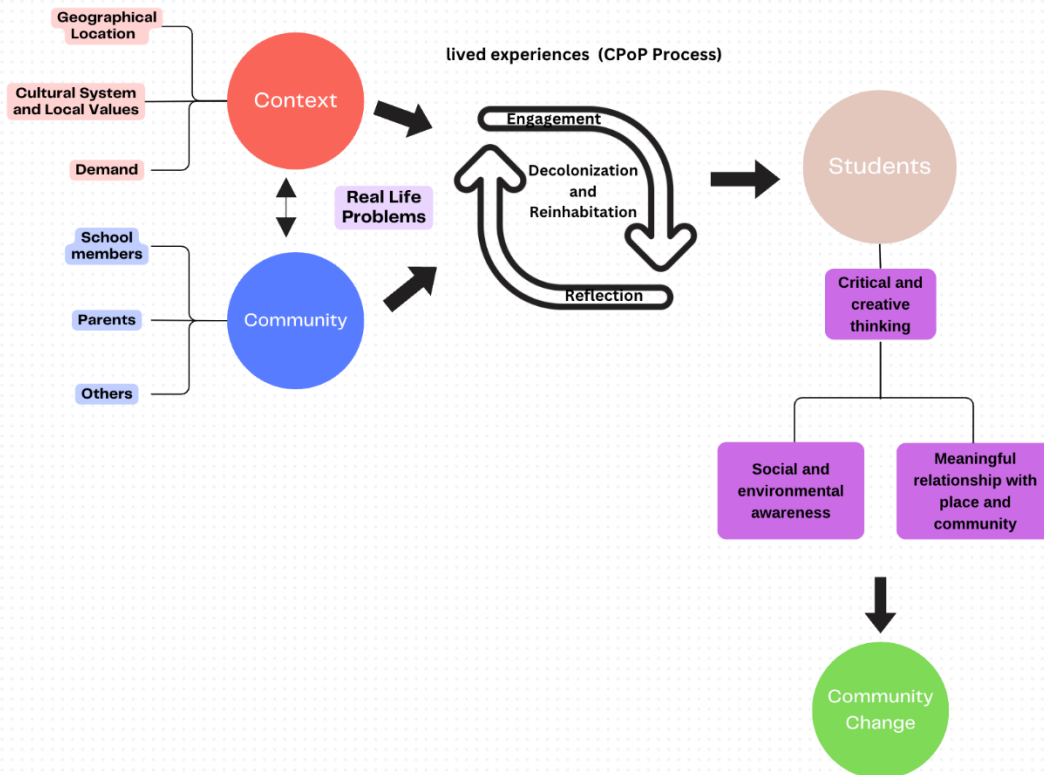 Geographical
Location
Cultural System
and Local Values
Demand
Context
School
members
Parents
Others
Community
Real Life
Problems
lived experiences (CPoP Process)
Engagement
Decolonization
and
Reinhabitation
Reflection
Students
Critical and
creative
thinking
Social and
environmental
awareness
Meaningful
relationship with
place and
community
Community
Change